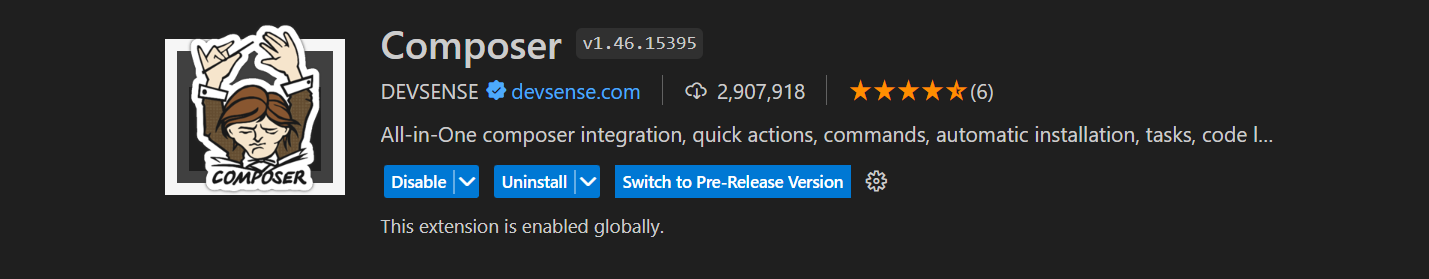 Composer v1.46.15395
DEVSENSE devsense.com 2,907,918 (6)
All-in-One composer integration, quick actions, commands, automatic installation, tasks, code l...
Disable Uninstall Switch to Pre-Release Version
This extension is enabled globally.
COMPOSER